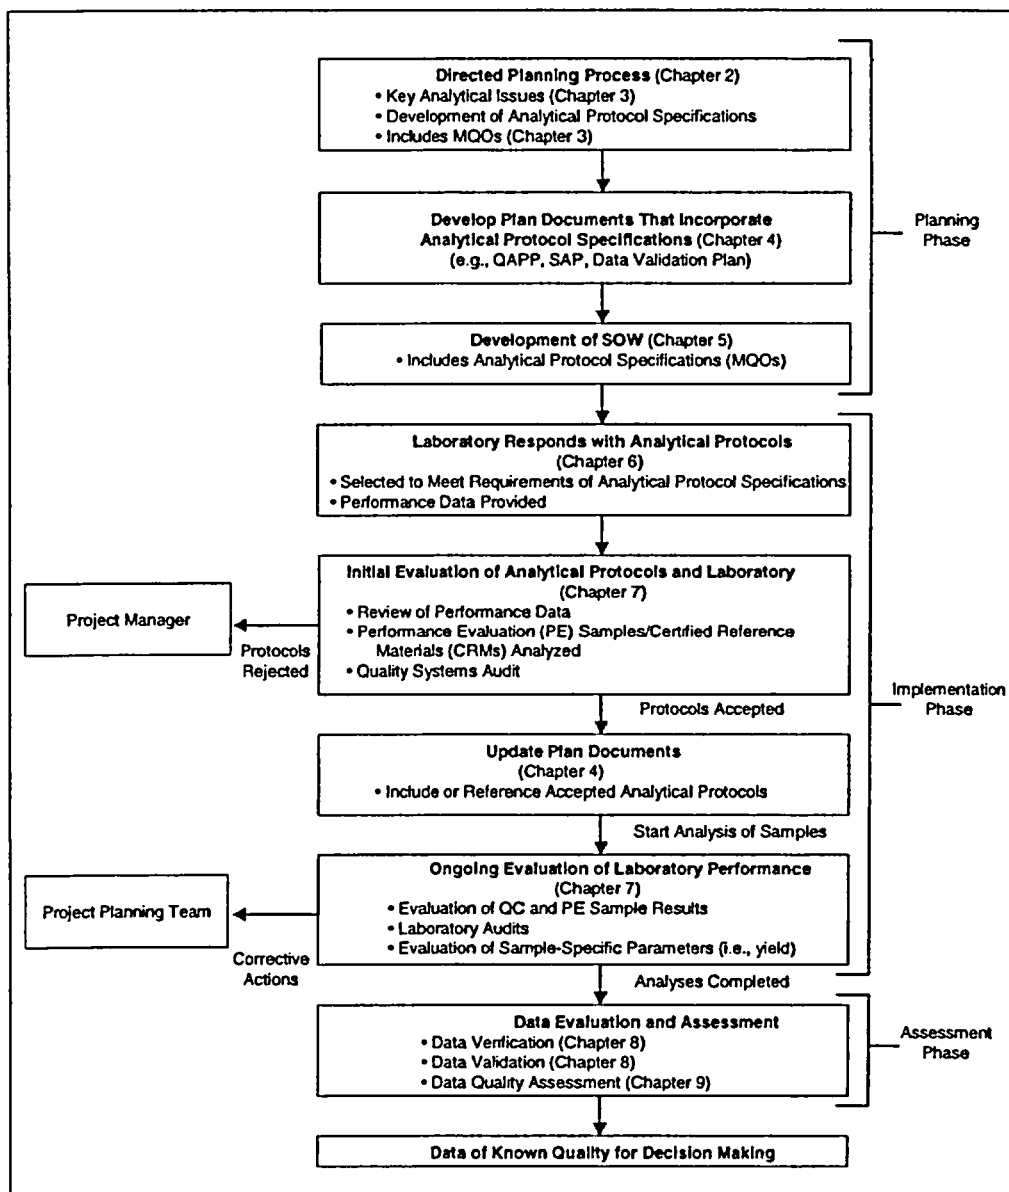 Directed Planning Process (Chapter 2)
• Key Analytical Issues (Chapter 3)
• Development of Analytical Protocol Specifications
• Includes MQOs (Chapter 3)
Develop Plan Documents That Incorporate
Analytical Protocol Specifications (Chapter 4)
(e.g., QAPP, SAP, Data Validation Plan)
Planning
Phase
Development of SOW (Chapter 5)
• Includes Analytical Protocol Specifications (MQOs)
Laboratory Responds with Analytical Protocols
(Chapter 6)
• Selected to Meet Requirements of Analytical Protocol Specifications
• Performance Data Provided
Initial Evaluation of Analytical Protocols and Laboratory
(Chapter 7)
• Review of Performance Data
• Performance Evaluation (PE) Samples/Certified Reference
Materials (CRMs) Analyzed
• Quality Systems Audit
Project Manager
Protocols
Rejected
Protocols Accepted
Implementation
Phase
Update Plan Documents
(Chapter 4)
• Include or Reference Accepted Analytical Protocols
Start Analysis of Samples
Ongoing Evaluation of Laboratory Performance
(Chapter 7)
• Evaluation of QC and PE Sample Results
• Laboratory Audits
• Evaluation of Sample-Specific Parameters (i.e., yield)
Project Planning Team
Corrective
Actions
Analyses Completed
Data Evaluation and Assessment
• Data Verification (Chapter 8)
• Data Validation (Chapter 8)
• Data Quality Assessment (Chapter 9)
Assessment
Phase
Data of Known Quality for Decision Making